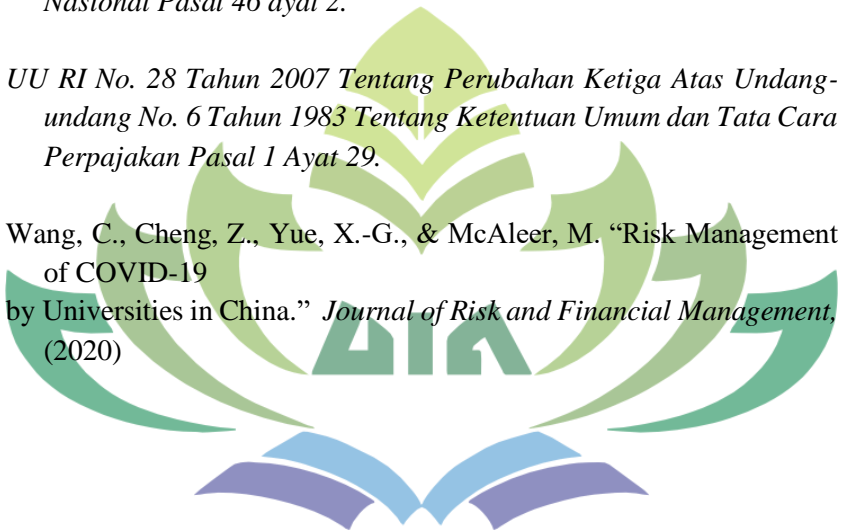 Nasional Pasal 46 ayat 2.
UU RI No. 28 Tahun 2007 Tentang Perubahan Ketiga Atas Undang-
undang No. 6 Tahun 1983 Tentang Ketentuan Umum dan Tata Cara
Perpajakan Pasal 1 Ayat 29.
Wang, C., Cheng, Z., Yue, X.-G., & McAleer, M. “Risk Management
of COVID-19
by Universities in China.” Journal of Risk and Financial Management,
(2020)